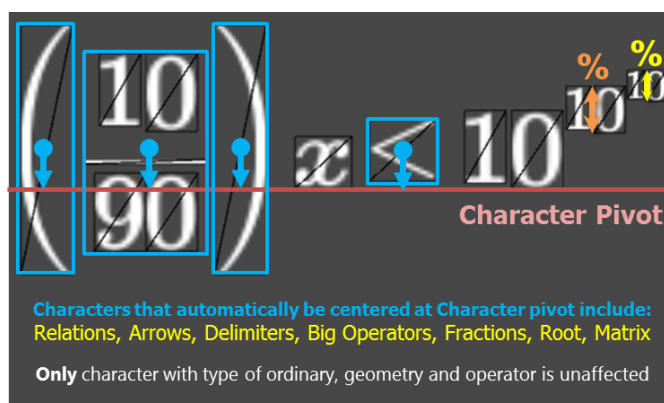 ( 10 / 90 ) x < 10 10 10
% %
Character Pivot
Characters that automatically be centered at Character pivot include:
Relations, Arrows, Delimiters, Big Operators, Fractions, Root, Matrix
Only character with type of ordinary, geometry and operator is unaffected